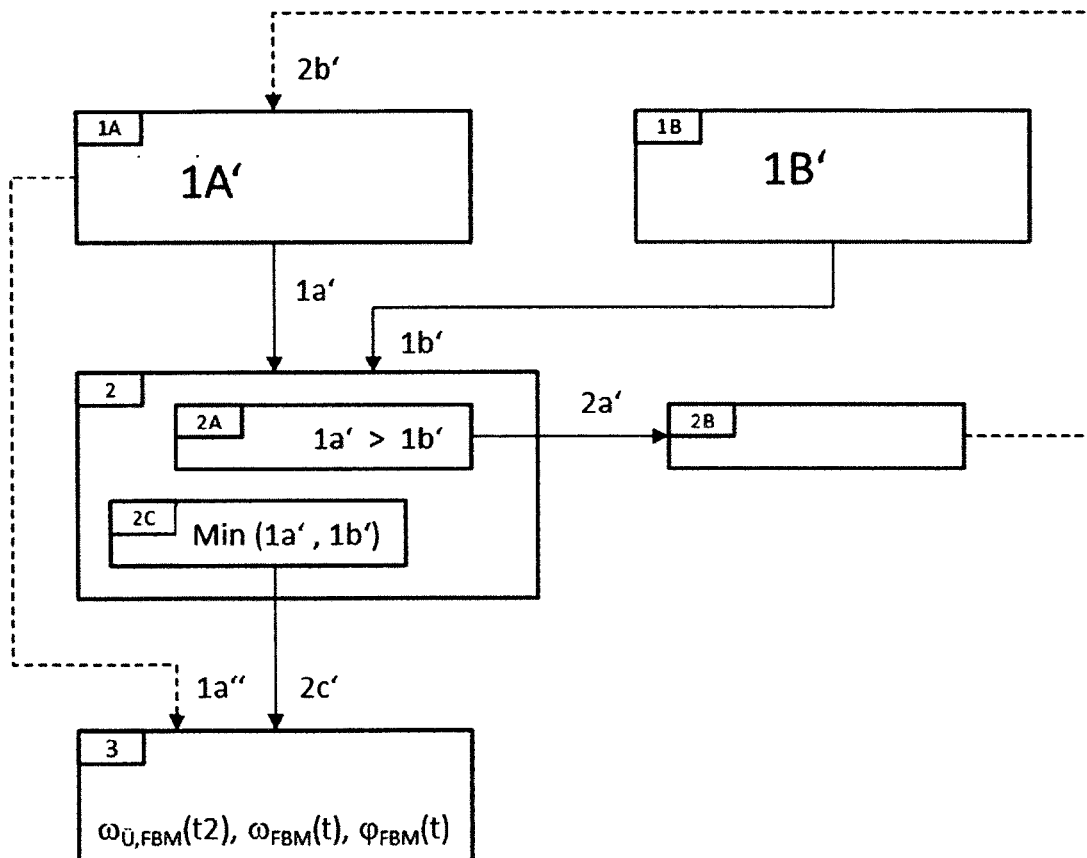 2b‘
1A
1A‘
1B
1B‘
1a‘
1b‘
2
2A
1a‘ > 1b‘
2a‘
2B
2C
Min (1a‘ , 1b‘)
1a‘‘
2c‘
3
ωÜ,FBM(t2), ωFBM(t), φFBM(t)